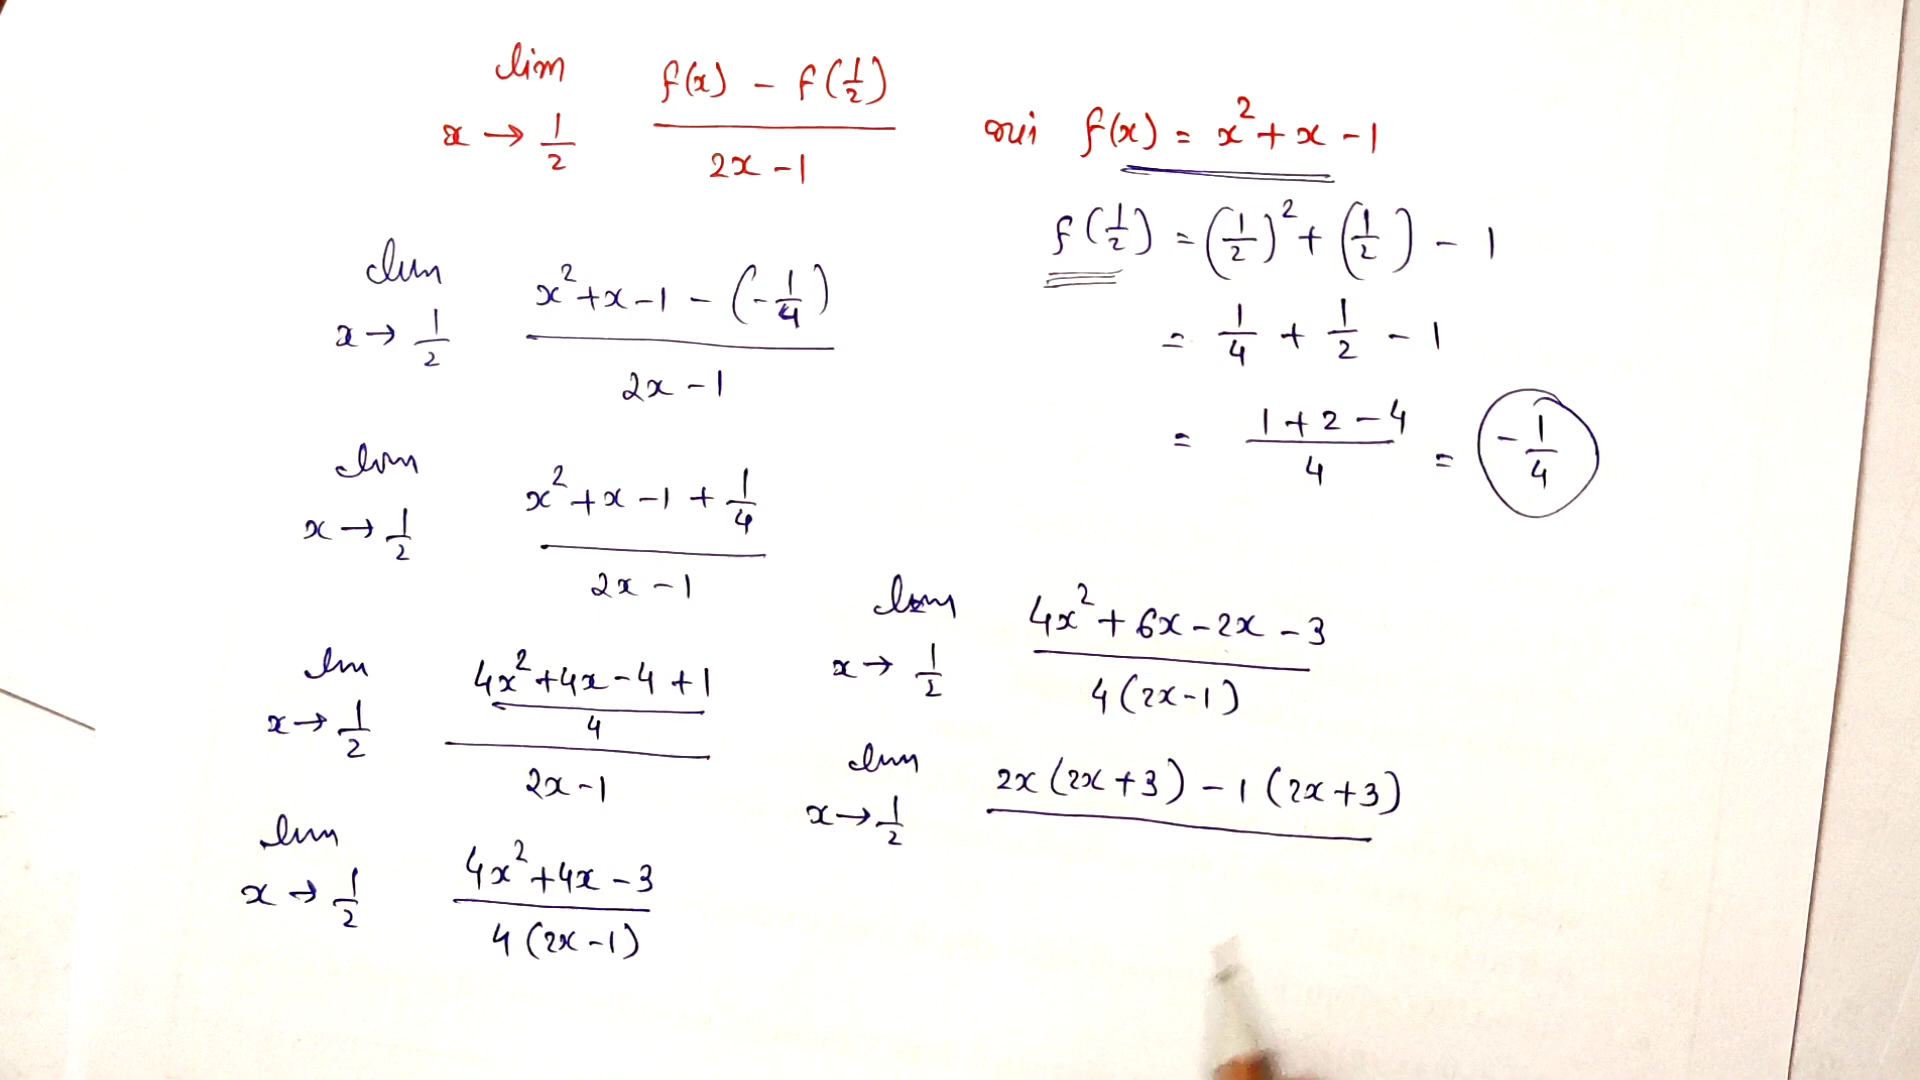 lim x → 1/2 (f(x) - f(1/2)) / (2x - 1)
f(x) = x² + x - 1
f(1/2) = (1/2)² + (1/2) - 1
= 1/4 + 1/2 - 1
= (1 + 2 - 4) / 4 = -1/4
lim x → 1/2 (x² + x - 1 - (-1/4)) / (2x - 1)
lim x → 1/2 (x² + x - 1 + 1/4) / (2x - 1)
lim x → 1/2 ((4x² + 4x - 4 + 1) / 4) / (2x - 1)
lim x → 1/2 (4x² + 4x - 3) / (4(2x - 1))
lim x → 1/2 (4x² + 6x - 2x - 3) / (4(2x - 1))
lim x → 1/2 2x(2x + 3) - 1(2x + 3)